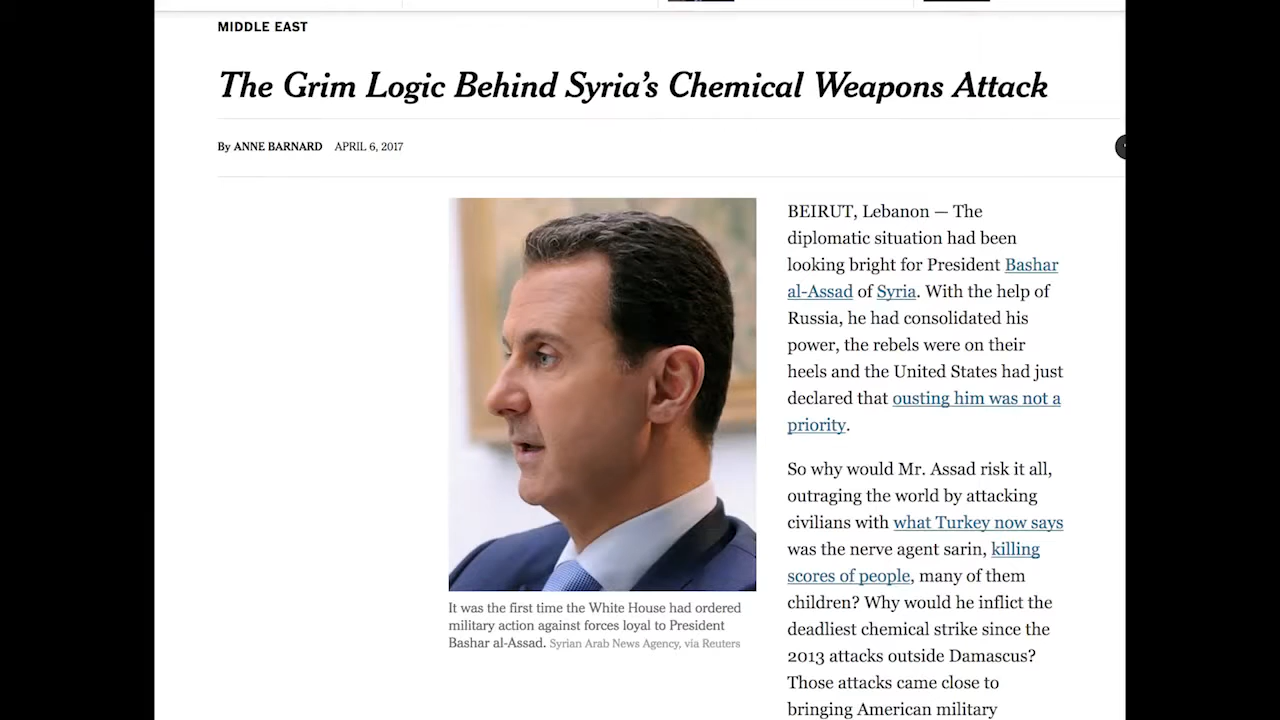 MIDDLE EAST
The Grim Logic Behind Syria's Chemical Weapons Attack
By ANNE BARNARD APRIL 6, 2017
BEIRUT, Lebanon — The
diplomatic situation had been
looking bright for President Bashar
al-Assad of Syria. With the help of
Russia, he had consolidated his
power, the rebels were on their
heels and the United States had just
declared that ousting him was not a
priority.
So why would Mr. Assad risk it all,
outraging the world by attacking
civilians with what Turkey now says
was the nerve agent sarin, killing
scores of people, many of them
children? Why would he inflict the
deadliest chemical strike since the
2013 attacks outside Damascus?
Those attacks came close to
bringing American military
It was the first time the White House had ordered
military action against forces loyal to President
Bashar al-Assad. Syrian Arab News Agency, via Reuters